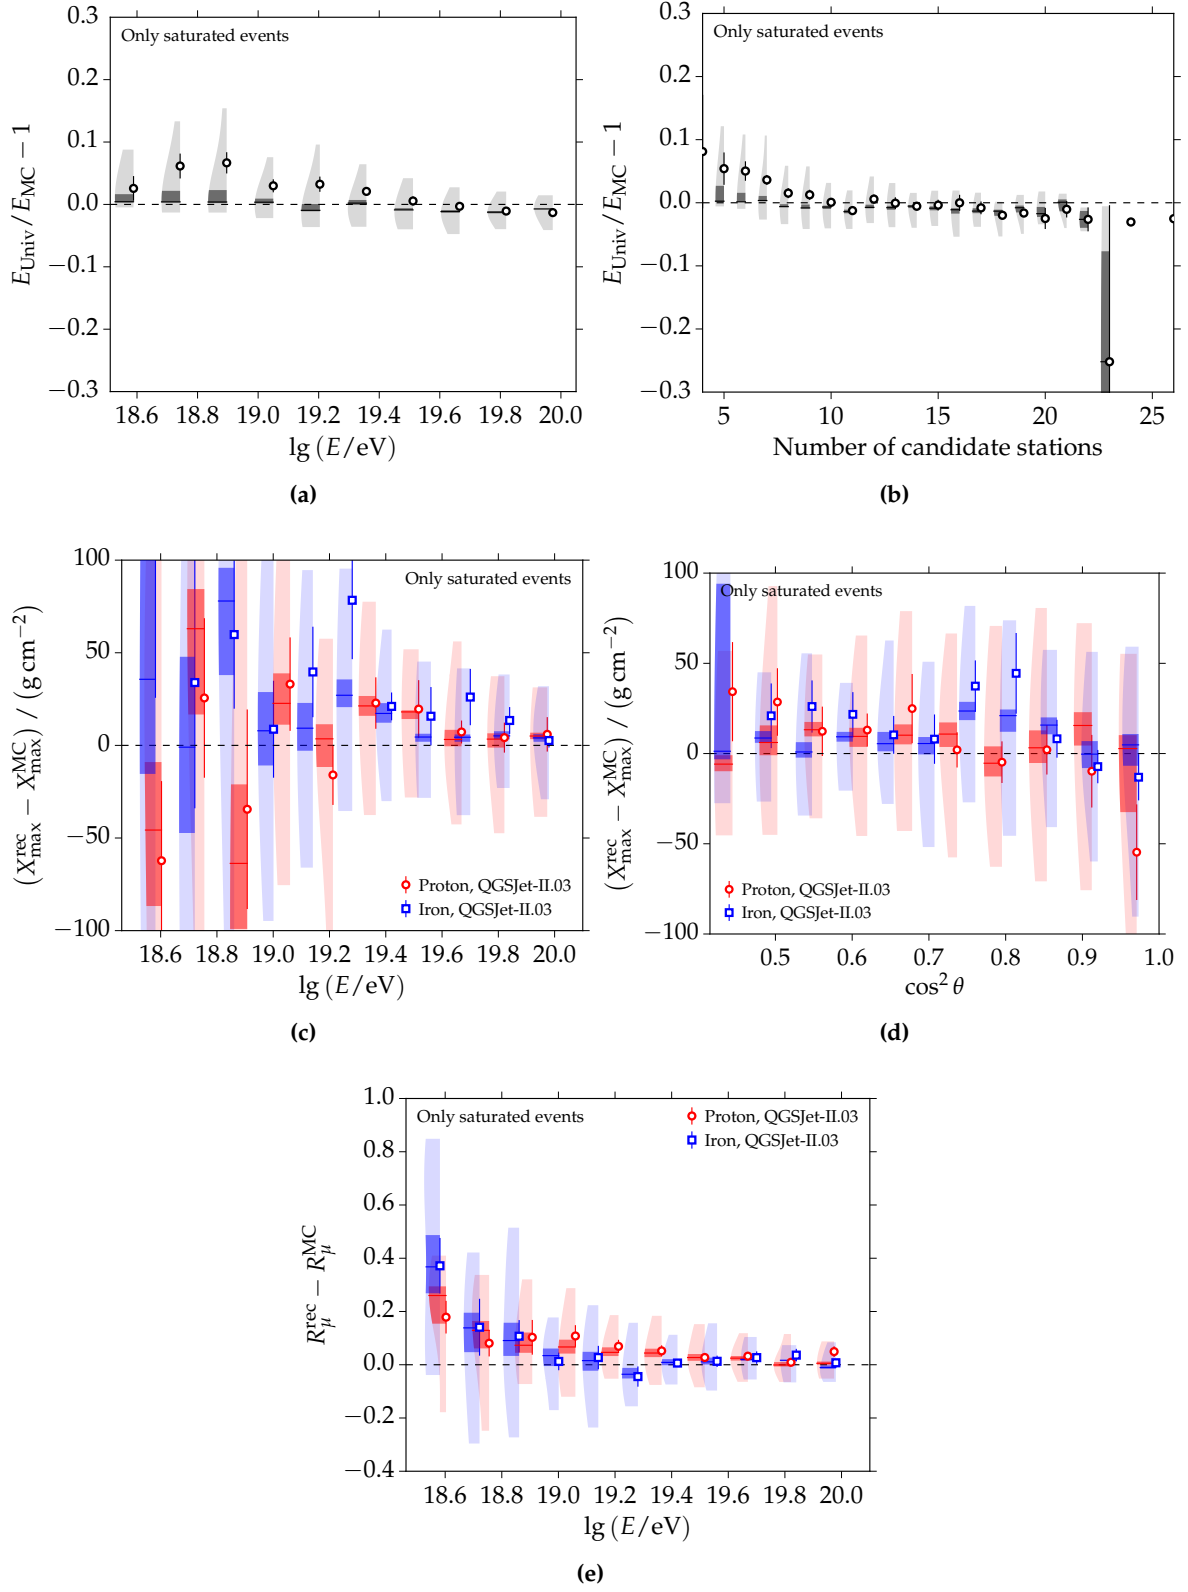 Only saturated events
0.3
0.2
0.1
0.0
−0.1
−0.2
−0.3
E_Univ/E_MC − 1
18.6 18.8 19.0 19.2 19.4 19.6 19.8 20.0
lg (E/eV)
(a)
Only saturated events
0.3
0.2
0.1
0.0
−0.1
−0.2
−0.3
E_Univ/E_MC − 1
5 10 15 20 25
Number of candidate stations
(b)
Only saturated events
100
50
0
−50
−100
(X_max^rec − X_max^MC) / (g cm^−2)
Proton, QGSJet-II.03
Iron, QGSJet-II.03
18.6 18.8 19.0 19.2 19.4 19.6 19.8 20.0
lg (E/eV)
(c)
Only saturated events
100
50
0
−50
−100
(X_max^rec − X_max^MC) / (g cm^−2)
Proton, QGSJet-II.03
Iron, QGSJet-II.03
0.5 0.6 0.7 0.8 0.9 1.0
cos² θ
(d)
Only saturated events
Proton, QGSJet-II.03
Iron, QGSJet-II.03
1.0
0.8
0.6
0.4
0.2
0.0
−0.2
−0.4
R_μ^rec − R_μ^MC
18.6 18.8 19.0 19.2 19.4 19.6 19.8 20.0
lg (E/eV)
(e)